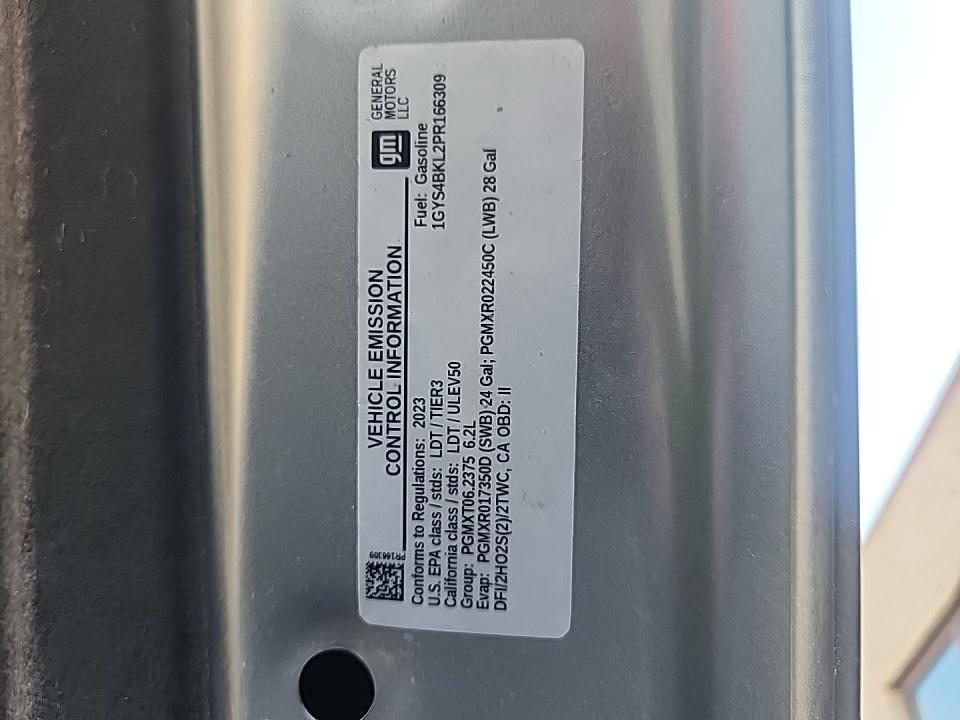 VEHICLE EMISSION
CONTROL INFORMATION
gm
GENERAL
MOTORS
LLC
PR166309
Conforms to Regulations: 2023
Fuel: Gasoline
U.S. EPA class / stds: LDT / TIER3
1GYS4BKL2PR166309
California class / stds: LDT / ULEV50
Group: PGMXT06.2375 6.2L
Evap: PGMXR017350D (SWB) 24 Gal; PGMXR022450C (LWB) 28 Gal
DFI/2HO2S(2)/2TWC, CA OBD: II